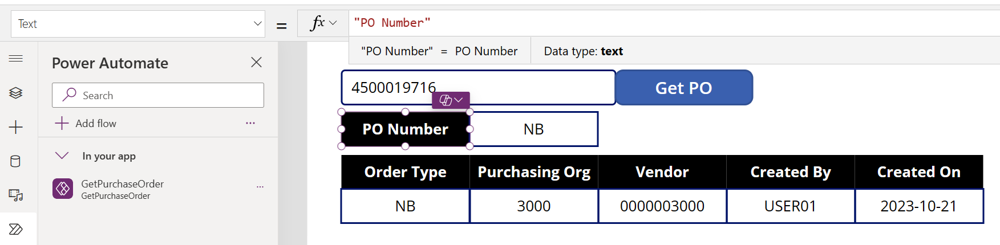 Text = fx "PO Number"
"PO Number" = PO Number Data type: text
Power Automate
Search
Add flow
In your app
GetPurchaseOrder
GetPurchaseOrder
4500019716 Get PO
PO Number NB
Order Type Purchasing Org Vendor Created By Created On
NB 3000 0000003000 USER01 2023-10-21